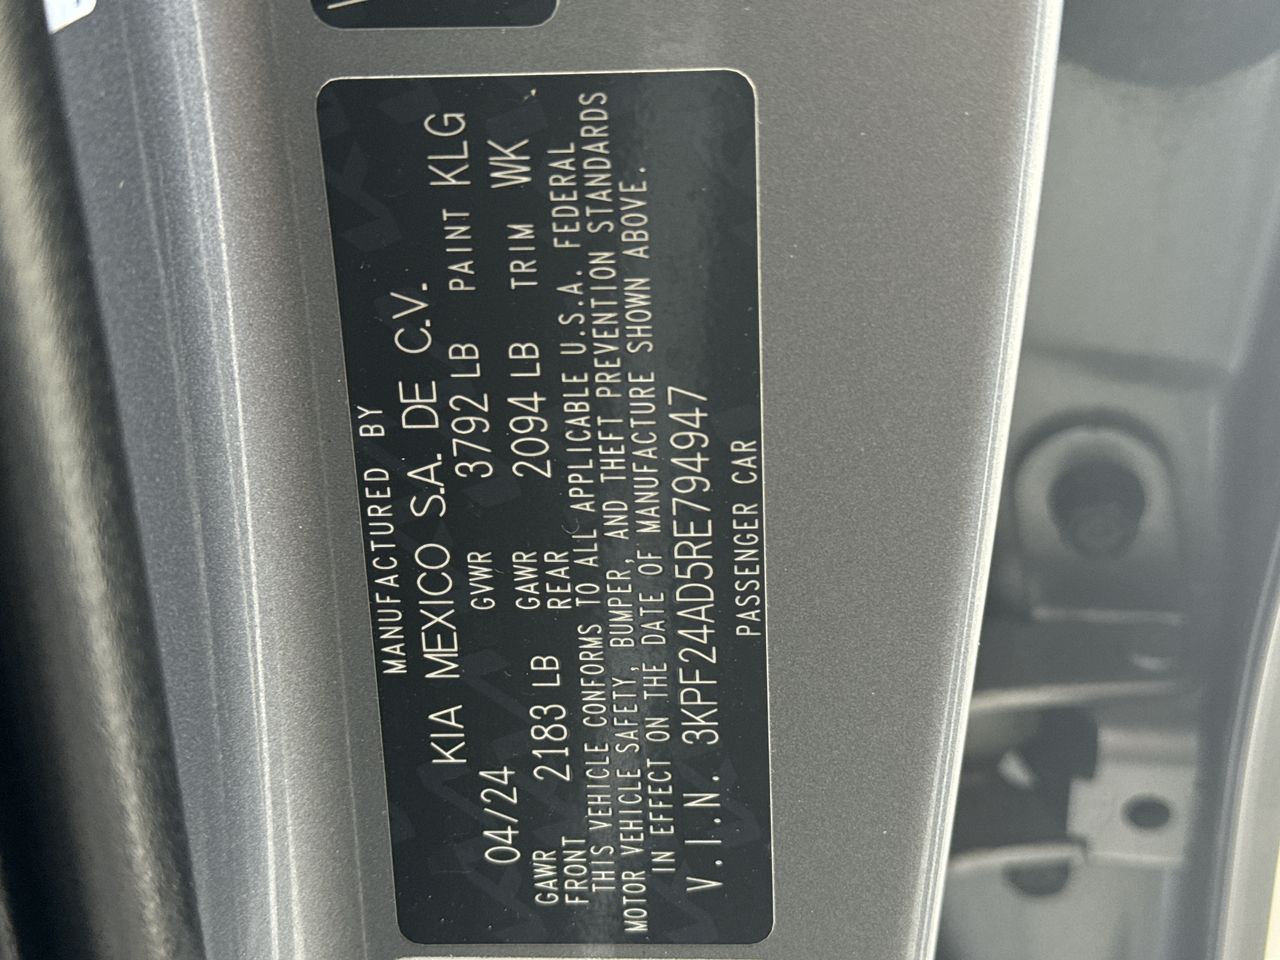 MANUFACTURED BY
KIA MEXICO S.A. DE C.V.
04/24 GVWR 3792 LB PAINT KLG
GAWR FRONT 2183 LB GAWR REAR 2094 LB TRIM WK
THIS VEHICLE CONFORMS TO ALL APPLICABLE U.S.A. FEDERAL
MOTOR VEHICLE SAFETY, BUMPER, AND THEFT PREVENTION STANDARDS
IN EFFECT ON THE DATE OF MANUFACTURE SHOWN ABOVE.
V.I.N. 3KPF24AD5RE794947
PASSENGER CAR